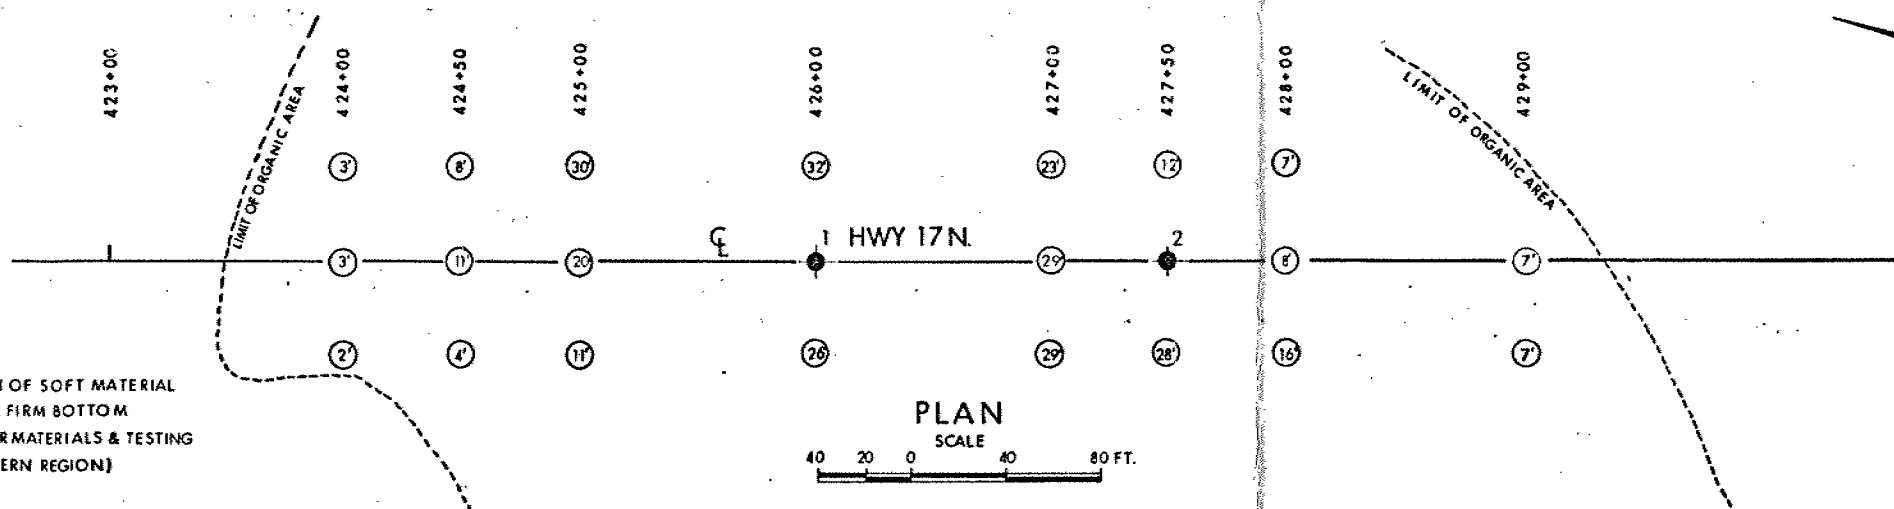 423+00 424+00 424+50 425+00 426+00 427+00 427+50 428+00 429+00
LIMIT OF ORGANIC AREA
LIMIT OF ORGANIC AREA
3' 8' 30' 32' 23' 12 7'
℄ 1 HWY 17 N. 2
3' 11' 20 29' 8' 7'
2' 4' 11' 26' 29' 28' 16' 7'
OF SOFT MATERIAL
FIRM BOTTOM
MATERIALS & TESTING
ERN REGION)
PLAN
SCALE
40 20 0 40 80 FT.